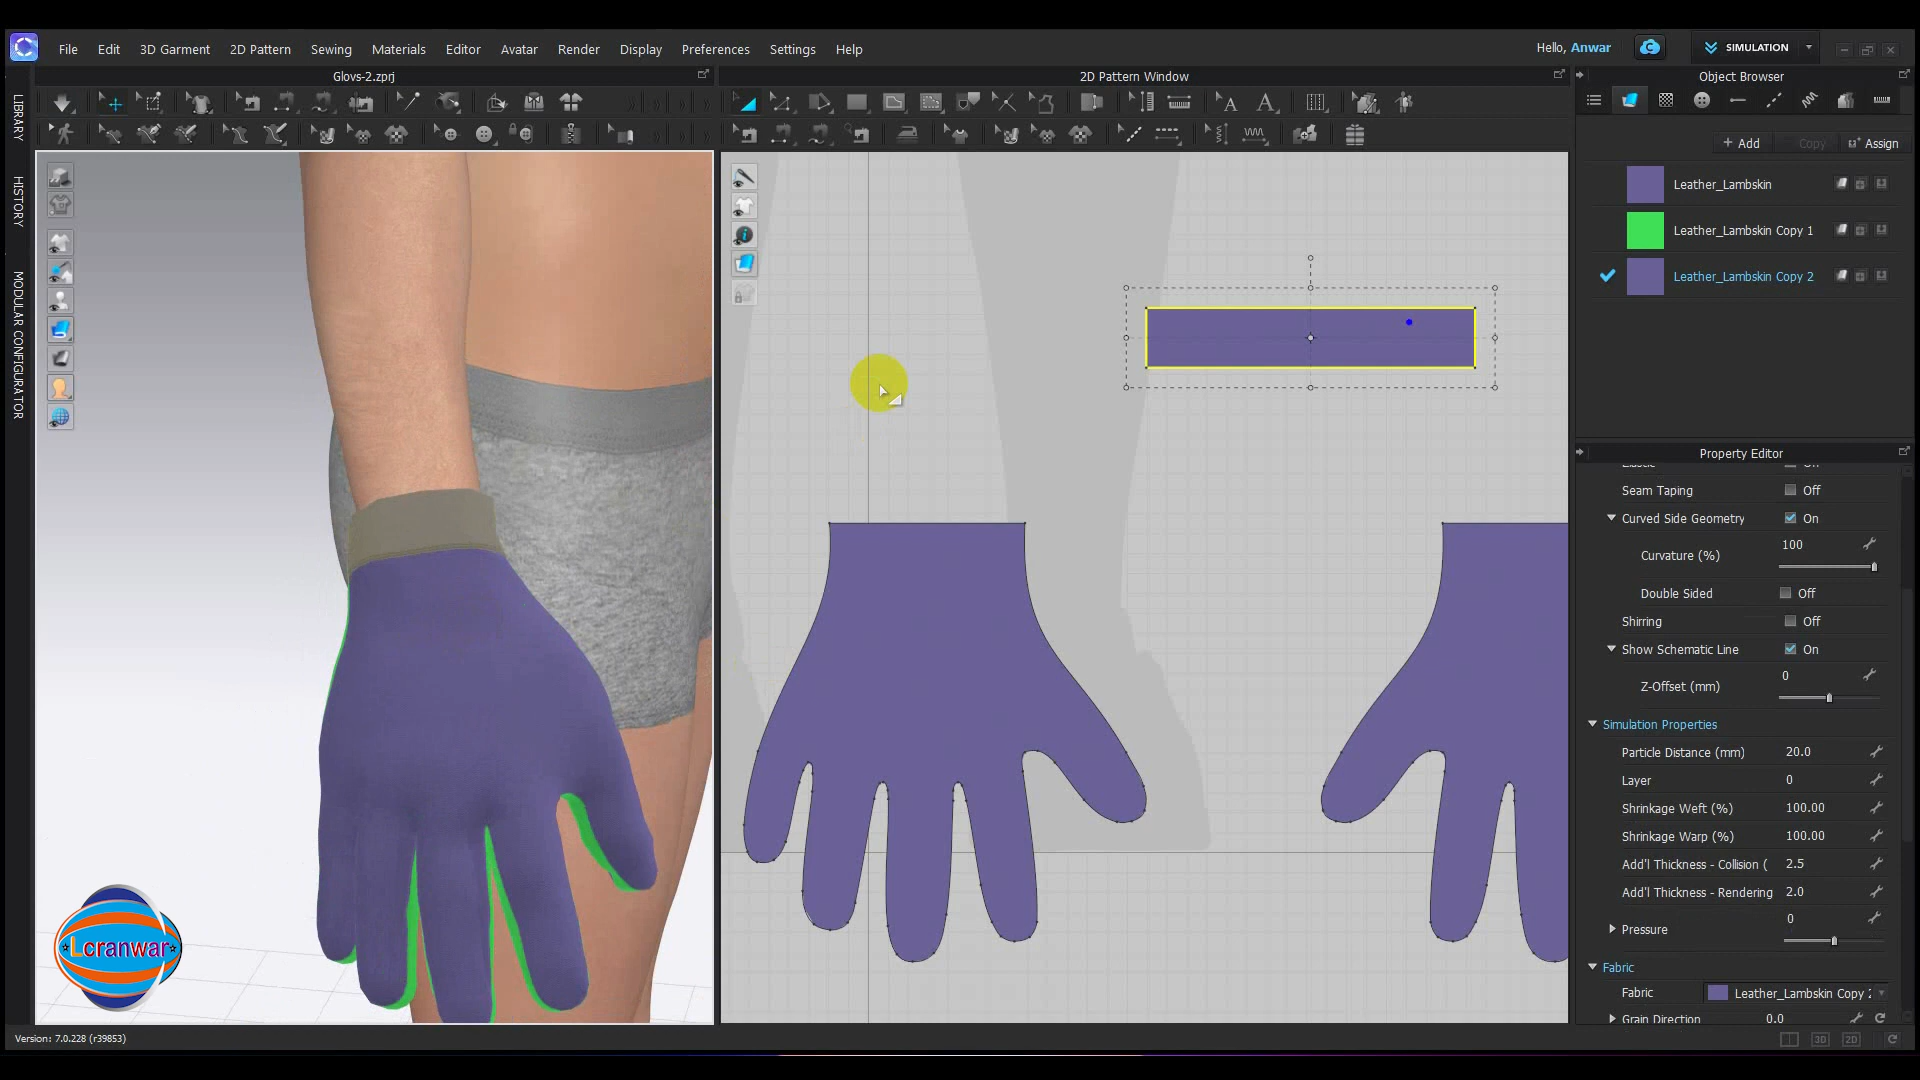 File Edit 3D Garment 2D Pattern Sewing Materials Editor Avatar Render Display Preferences Settings Help
Hello, Anwar
SIMULATION
Glovs-2.zprj
2D Pattern Window
Object Browser
LIBRARY
HISTORY
MODULAR CONFIGURATOR
+ Add
Copy
Assign
Leather_Lambskin
Leather_Lambskin Copy 1
Leather_Lambskin Copy 2
Property Editor
Seam Taping Off
Curved Side Geometry On
Curvature (%) 100
Double Sided Off
Shirring Off
Show Schematic Line On
Z-Offset (mm) 0
Simulation Properties
Particle Distance (mm) 20.0
Layer 0
Shrinkage Weft (%) 100.00
Shrinkage Warp (%) 100.00
Add'l Thickness - Collision ( 2.5
Add'l Thickness - Rendering 2.0
Pressure 0
Fabric
Fabric Leather_Lambskin Copy 2
Grain Direction 0.0
Lcranwar
Version: 7.0.228 (r39853)
3D
2D